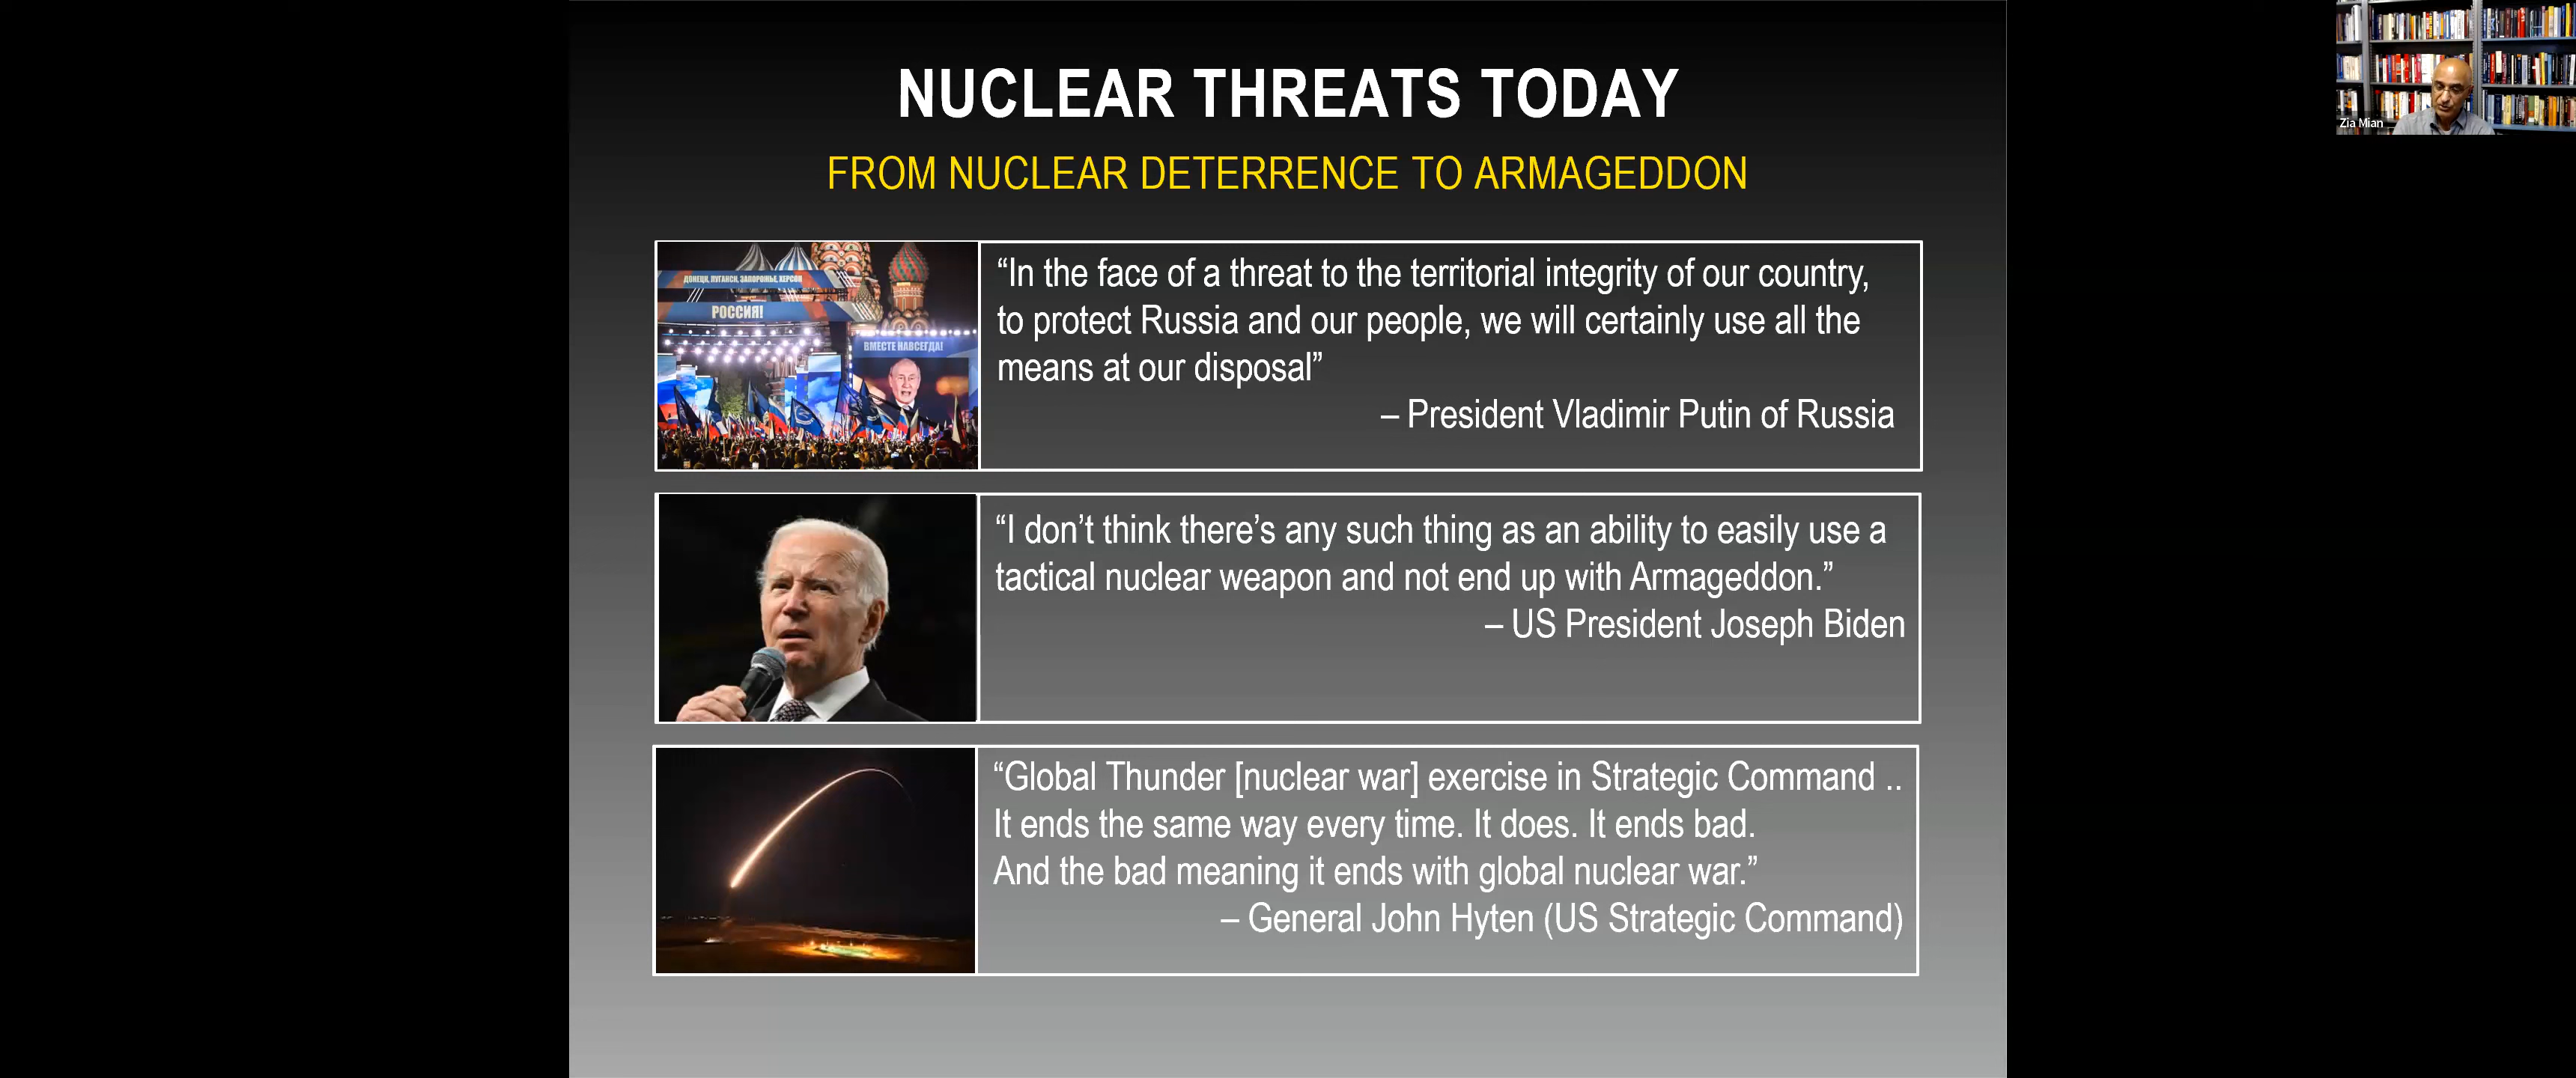 NUCLEAR THREATS TODAY
FROM NUCLEAR DETERRENCE TO ARMAGEDDON
ДОНЕЦК, ЛУГАНСК, ЗАПОРОЖЬЕ, ХЕРСОН
РОССИЯ!
ВМЕСТЕ НАВСЕГДА!
“In the face of a threat to the territorial integrity of our country,
to protect Russia and our people, we will certainly use all the
means at our disposal”
– President Vladimir Putin of Russia
“I don’t think there’s any such thing as an ability to easily use a
tactical nuclear weapon and not end up with Armageddon.”
– US President Joseph Biden
“Global Thunder [nuclear war] exercise in Strategic Command ..
It ends the same way every time. It does. It ends bad.
And the bad meaning it ends with global nuclear war.”
– General John Hyten (US Strategic Command)
Zia Mian